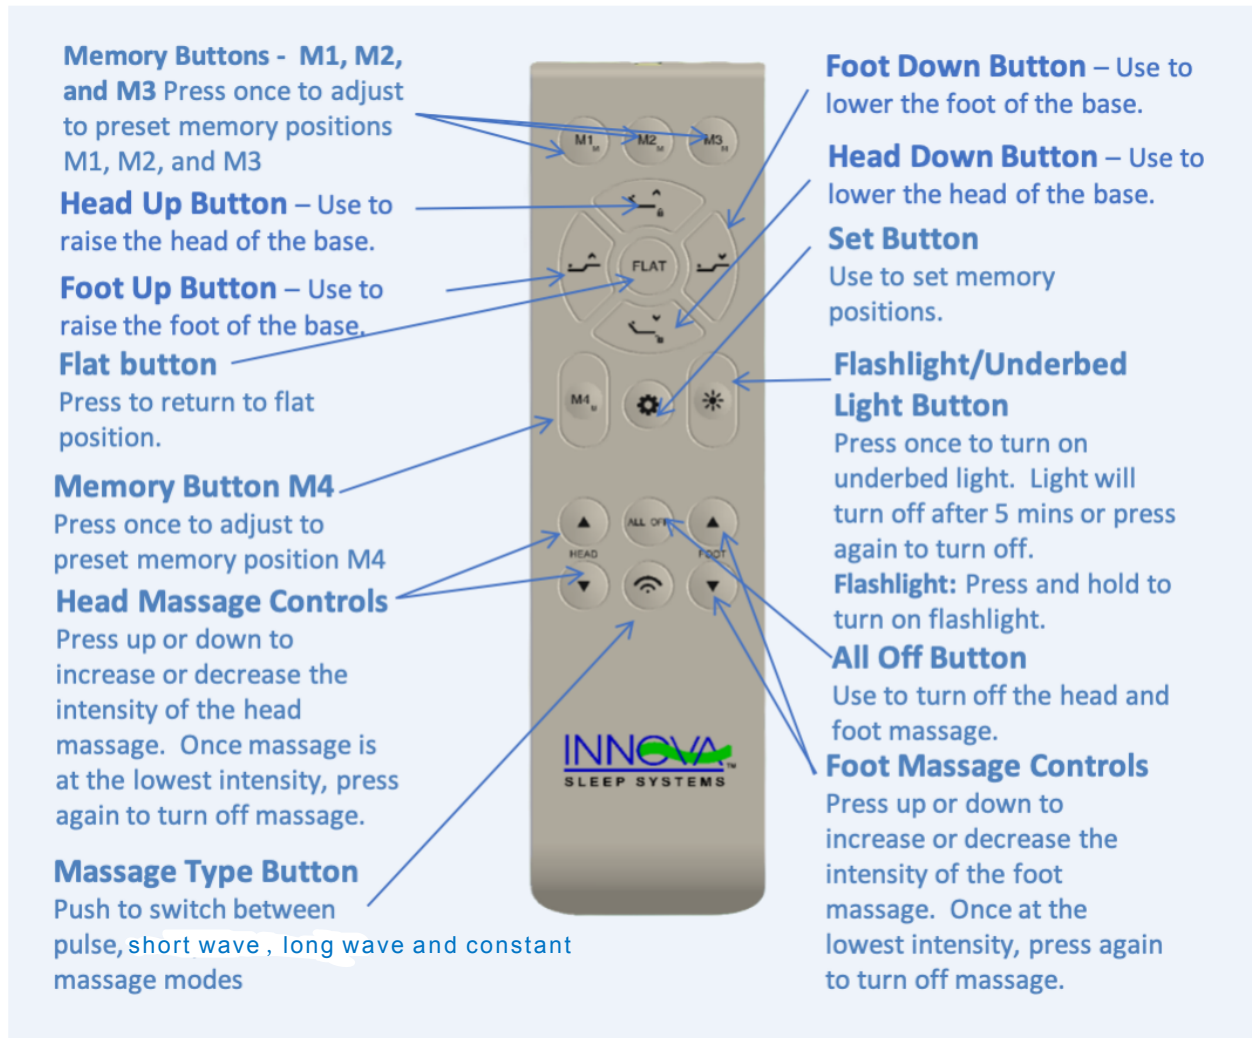 Memory Buttons - M1, M2,
and M3 Press once to adjust
to preset memory positions
M1, M2, and M3
Head Up Button – Use to
raise the head of the base.
Foot Up Button – Use to
raise the foot of the base.
Flat button
Press to return to flat
position.
Memory Button M4
Press once to adjust to
preset memory position M4
Head Massage Controls
Press up or down to
increase or decrease the
intensity of the head
massage. Once massage is
at the lowest intensity, press
again to turn off massage.
Massage Type Button
Push to switch between
pulse, short wave, long wave and constant
massage modes
M1 M
M2 M
M3 M
FLAT
M4 M
ALL OFF
HEAD
FOOT
INNOVA TM
SLEEP SYSTEMS
Foot Down Button – Use to
lower the foot of the base.
Head Down Button – Use to
lower the head of the base.
Set Button
Use to set memory
positions.
Flashlight/Underbed
Light Button
Press once to turn on
underbed light. Light will
turn off after 5 mins or press
again to turn off.
Flashlight: Press and hold to
turn on flashlight.
All Off Button
Use to turn off the head and
foot massage.
Foot Massage Controls
Press up or down to
increase or decrease the
intensity of the foot
massage. Once at the
lowest intensity, press again
to turn off massage.